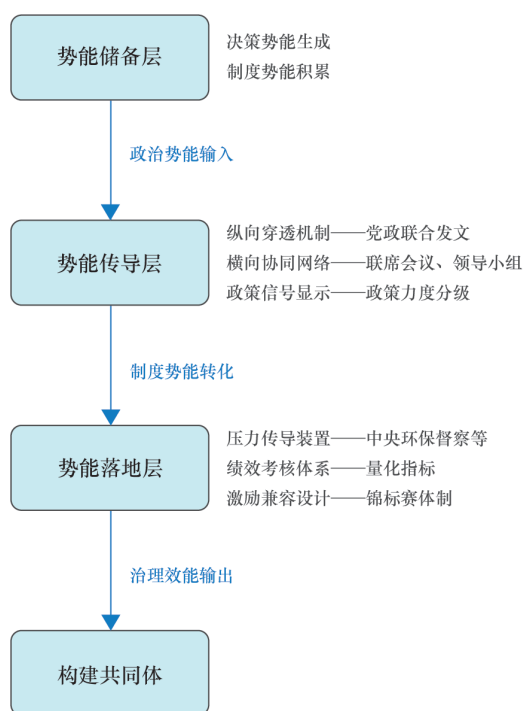 势能储备层
决策势能生成
制度势能积累
政治势能输入
势能传导层
纵向穿透机制——党政联合发文
横向协同网络——联席会议、领导小组
政策信号显示——政策力度分级
制度势能转化
势能落地层
压力传导装置——中央环保督察等
绩效考核体系——量化指标
激励兼容设计——锦标赛体制
治理效能输出
构建共同体